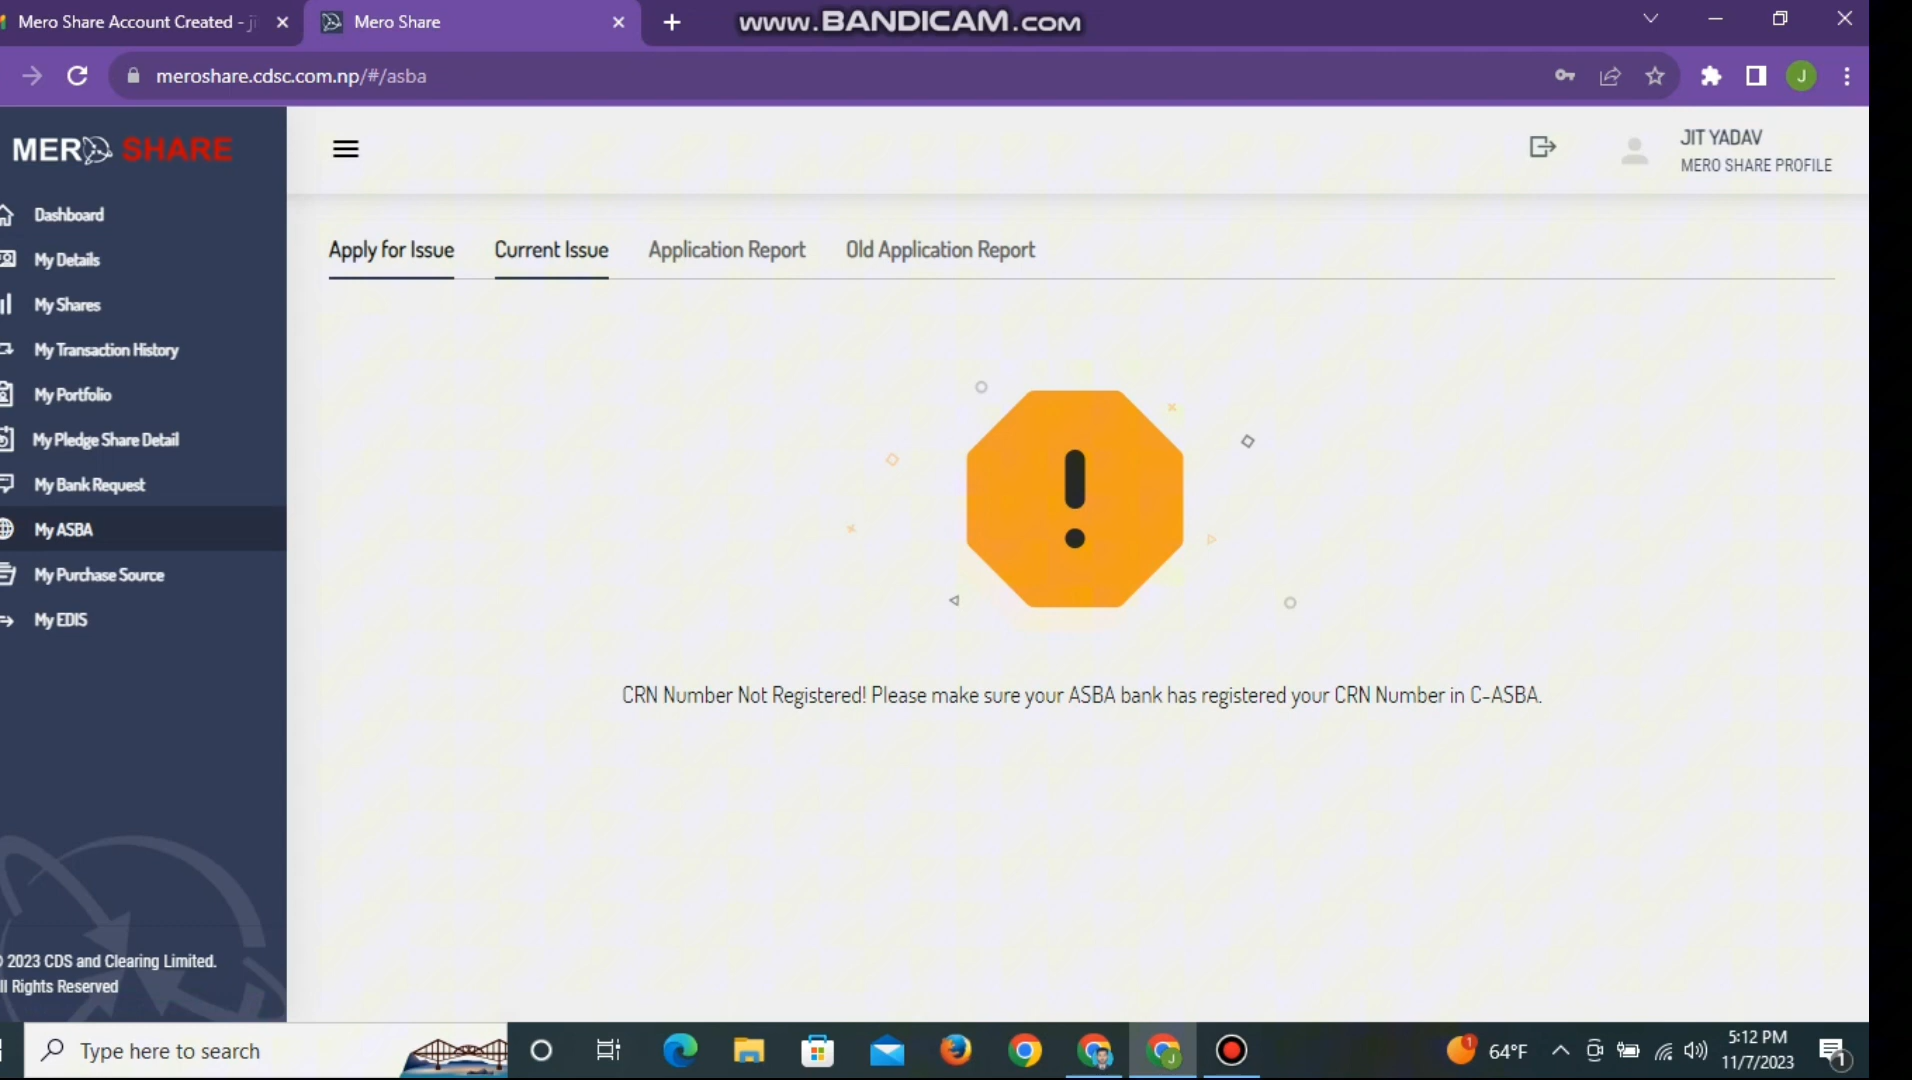 Mero Share Account Created - ji
Mero Share
www.BANDICAM.com
meroshare.cdsc.com.np/#/asba
J
MERO SHARE
JIT YADAV
MERO SHARE PROFILE
Dashboard
My Details
My Shares
My Transaction History
My Portfolio
My Pledge Share Detail
My Bank Request
My ASBA
My Purchase Source
My EDIS
Apply for Issue
Current Issue
Application Report
Old Application Report
CRN Number Not Registered! Please make sure your ASBA bank has registered your CRN Number in C-ASBA.
© 2023 CDS and Clearing Limited.
ll Rights Reserved
Type here to search
J
1
64°F
5:12 PM
11/7/2023
1